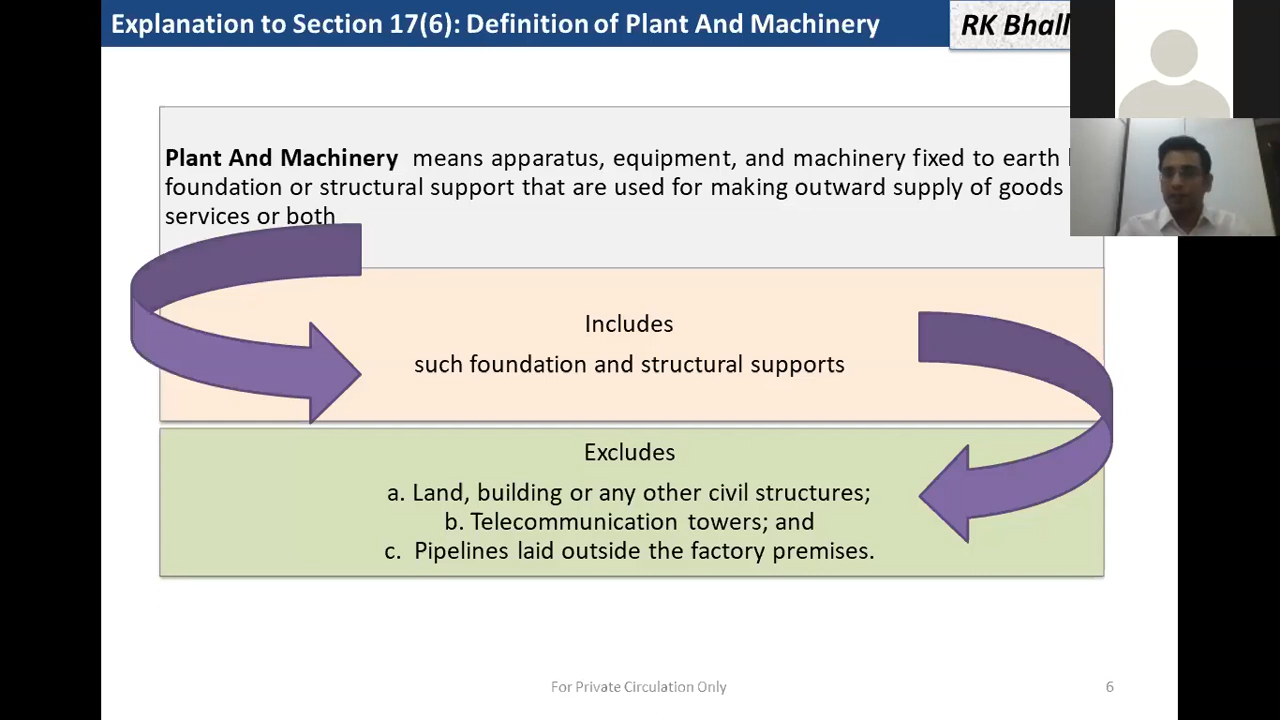 Explanation to Section 17(6): Definition of Plant And Machinery
RK Bhall
Plant And Machinery means apparatus, equipment, and machinery fixed to earth
foundation or structural support that are used for making outward supply of goods
services or both
Includes
such foundation and structural supports
Excludes
a. Land, building or any other civil structures;
b. Telecommunication towers; and
c. Pipelines laid outside the factory premises.
For Private Circulation Only
6